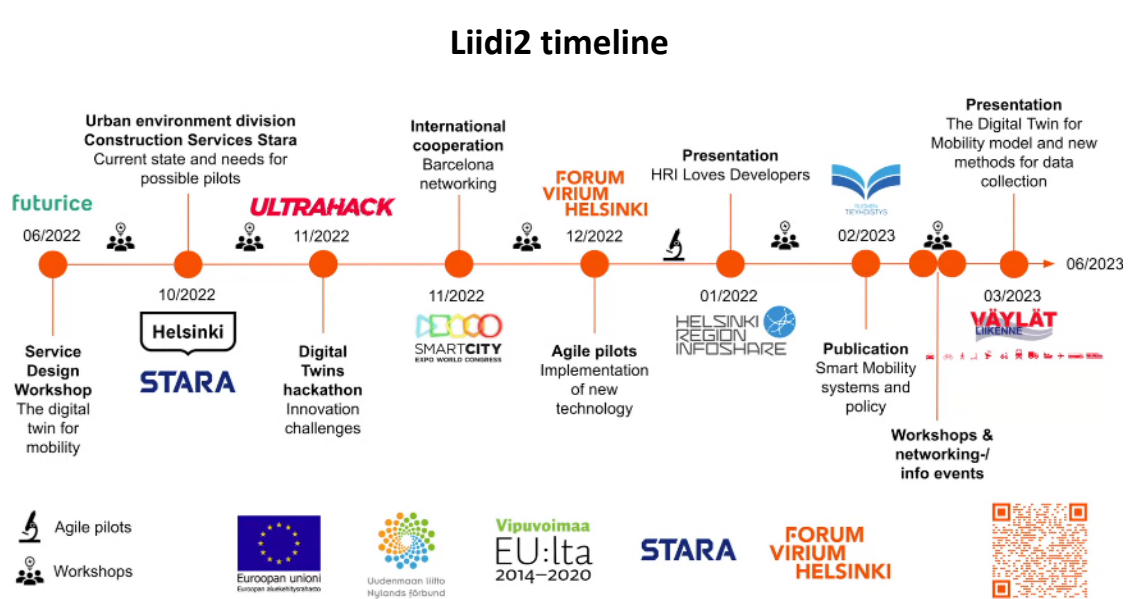 Liidi2 timeline
Urban environment division
Construction Services Stara
Current state and needs for
possible pilots
International
cooperation
Barcelona
networking
Presentation
HRI Loves Developers
Presentation
The Digital Twin for
Mobility model and new
methods for data
collection
futurice
ULTRAHACK
FORUM
VIRIUM
HELSINKI
TIEYHDISTYS
06/2022
11/2022
12/2022
02/2023
06/2023
10/2022
11/2022
01/2022
03/2023
Helsinki
STARA
SMARTCITY
EXPO WORLD CONGRESS
HELSINKI
REGION
INFOSHARE
VÄYLÄT
LIIKENNE
Service
Design
Workshop
The digital
twin for
mobility
Digital
Twins
hackathon
Innovation
challenges
Agile pilots
Implementation
of new
technology
Publication
Smart Mobility
systems and
policy
Workshops &
networking-/
info events
Agile pilots
Workshops
Euroopan unioni
Euroopan aluekehitysrahasto
Uudenmaan liitto
Nylands förbund
Vipuvoimaa
EU:lta
2014–2020
STARA
FORUM
VIRIUM
HELSINKI